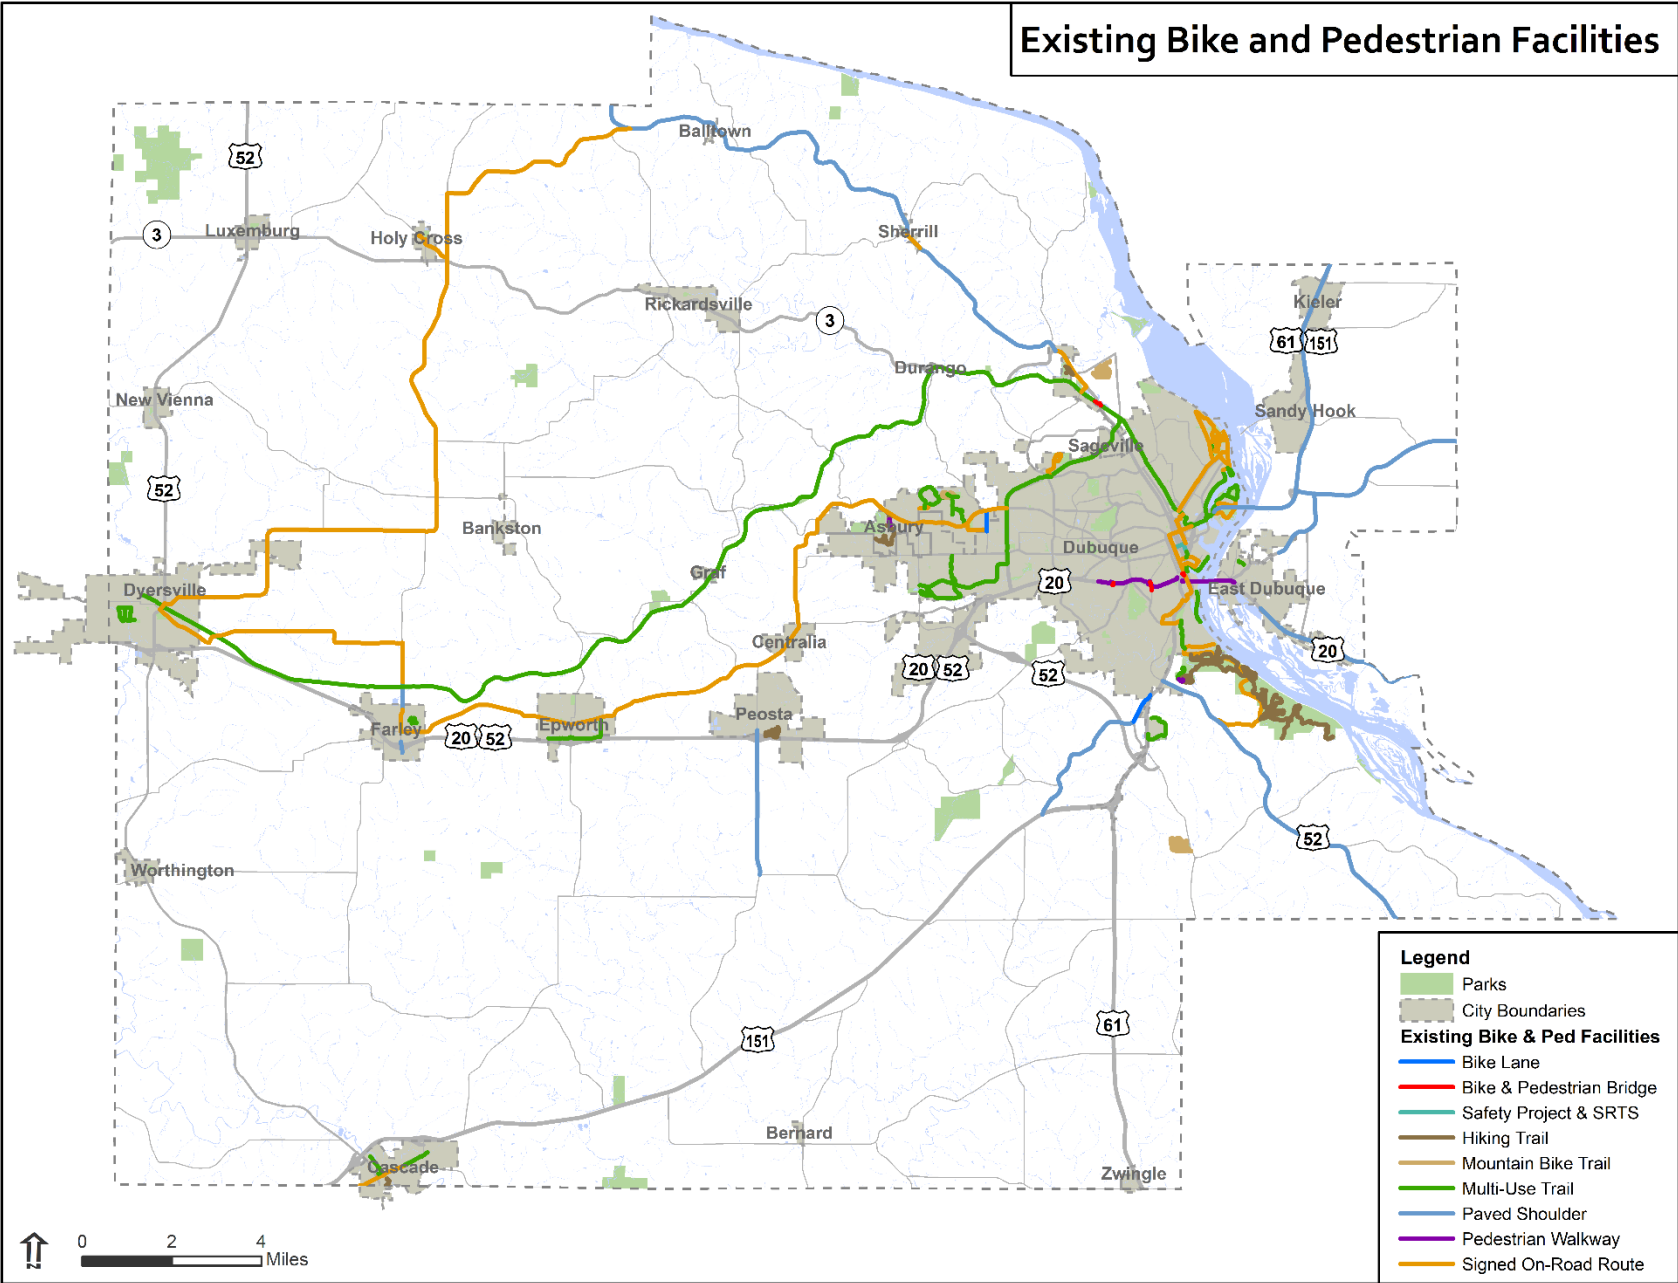 Existing Bike and Pedestrian Facilities
Balltown
52
3
Luxemburg
Holy Cross
Sherrill
Rickardsville
3
Kieler
61
151
Durango
New Vienna
Sandy Hook
Sageville
52
Bankston
Asbury
Dubuque
Graf
20
Dyersville
East Dubuque
Centralia
20
20
52
52
Peosta
Farley
Epworth
20
52
52
Worthington
61
151
Bernard
Cascade
Zwingle
Legend
Parks
City Boundaries
Existing Bike & Ped Facilities
Bike Lane
Bike & Pedestrian Bridge
Safety Project & SRTS
Hiking Trail
Mountain Bike Trail
Multi-Use Trail
Paved Shoulder
Pedestrian Walkway
Signed On-Road Route
N
0 2 4
Miles